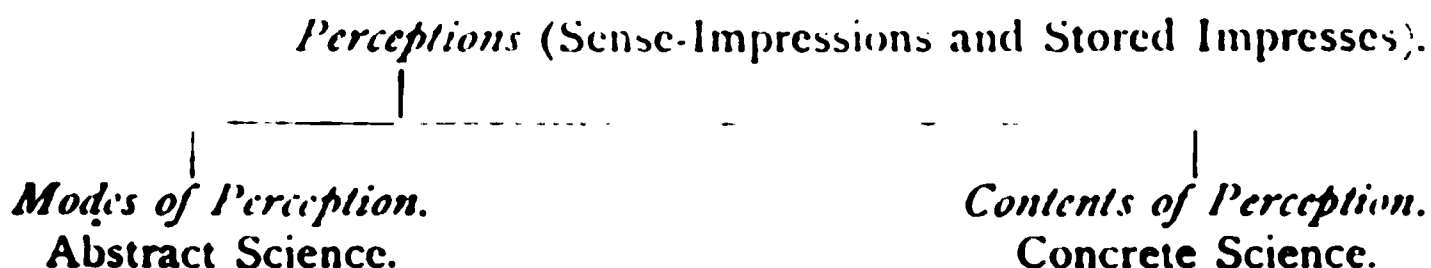 Perceptions (Sense-Impressions and Stored Impresses).
Modes of Perception.
Contents of Perception.
Abstract Science.
Concrete Science.